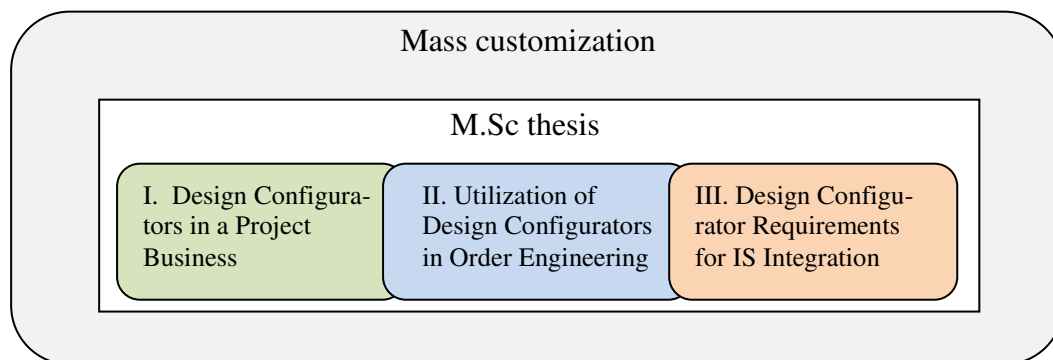 Mass customization
M.Sc thesis
I. Design Configura-
tors in a Project
Business
II. Utilization of
Design Configurators
in Order Engineering
III. Design Configu-
rator Requirements
for IS Integration